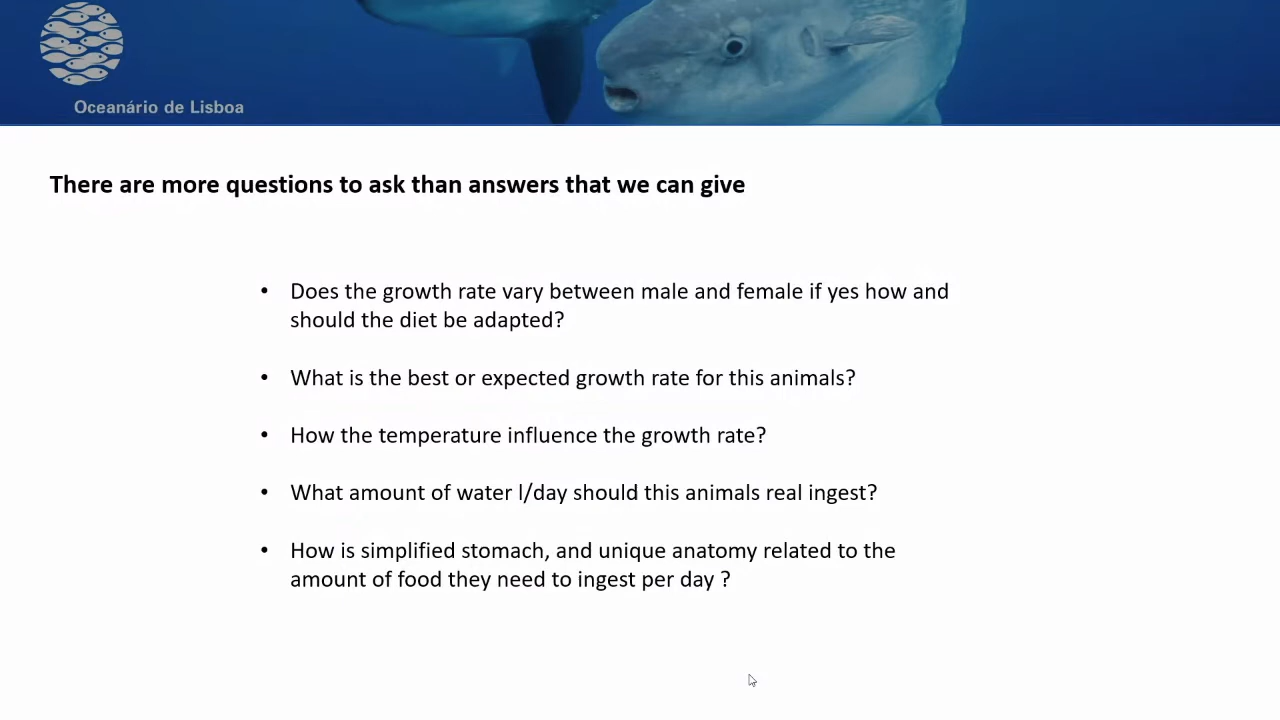 Oceanário de Lisboa
There are more questions to ask than answers that we can give
• Does the growth rate vary between male and female if yes how and
should the diet be adapted?
• What is the best or expected growth rate for this animals?
• How the temperature influence the growth rate?
• What amount of water l/day should this animals real ingest?
• How is simplified stomach, and unique anatomy related to the
amount of food they need to ingest per day ?